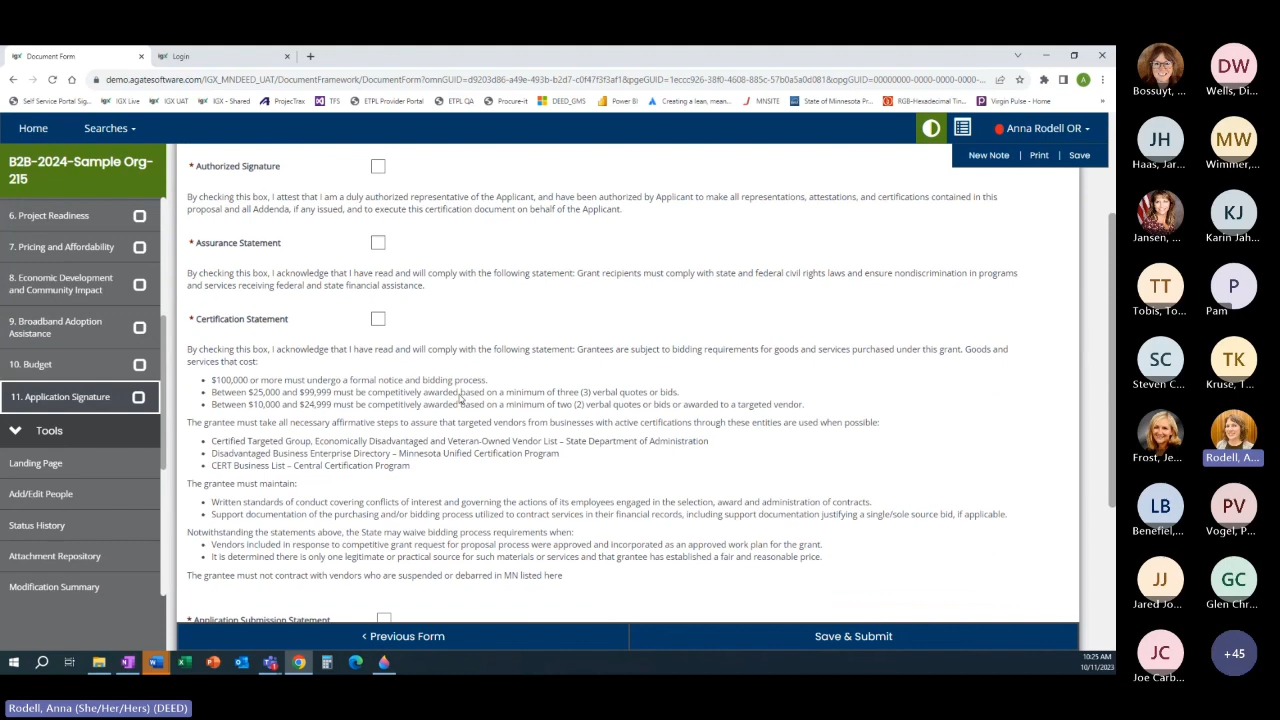 Document Form
Login
demo.agatesoftware.com/IGX_MNDEED_UAT/DocumentFramework/DocumentForm?omnGUID=d9203d86-a49e-493b-b2d7-c0f47f3f3af1&pgeGUID=1eccc926-38f0-4608-885c-57b0a5a0d081&opgGUID=00000000-0000-0000-0000-...
Self Service Portal Sig...
IGX Live
IGX UAT
IGX - Shared
ProjecTrax
TFS
ETPL Provider Portal
ETPL QA
Procure-it
DEED_GMS
Power BI
Creating a lean, mean...
MNSITE
State of Minnesota Pr...
RGB-Hexadecimal Tin...
Virgin Pulse - Home
Home
Searches
Anna Rodell OR
New Note | Print | Save
B2B-2024-Sample Org-
215
6. Project Readiness
7. Pricing and Affordability
8. Economic Development
and Community Impact
9. Broadband Adoption
Assistance
10. Budget
11. Application Signature
Tools
Landing Page
Add/Edit People
Status History
Attachment Repository
Modification Summary
* Authorized Signature
By checking this box, I attest that I am a duly authorized representative of the Applicant, and have been authorized by Applicant to make all representations, attestations, and certifications contained in this
proposal and all Addenda, if any issued, and to execute this certification document on behalf of the Applicant.
* Assurance Statement
By checking this box, I acknowledge that I have read and will comply with the following statement: Grant recipients must comply with state and federal civil rights laws and ensure nondiscrimination in programs
and services receiving federal and state financial assistance.
* Certification Statement
By checking this box, I acknowledge that I have read and will comply with the following statement: Grantees are subject to bidding requirements for goods and services purchased under this grant. Goods and
services that cost:
• $100,000 or more must undergo a formal notice and bidding process.
• Between $25,000 and $99,999 must be competitively awarded based on a minimum of three (3) verbal quotes or bids.
• Between $10,000 and $24,999 must be competitively awarded based on a minimum of two (2) verbal quotes or bids or awarded to a targeted vendor.
The grantee must take all necessary affirmative steps to assure that targeted vendors from businesses with active certifications through these entities are used when possible:
• Certified Targeted Group, Economically Disadvantaged and Veteran-Owned Vendor List – State Department of Administration
• Disadvantaged Business Enterprise Directory – Minnesota Unified Certification Program
• CERT Business List – Central Certification Program
The grantee must maintain:
• Written standards of conduct covering conflicts of interest and governing the actions of its employees engaged in the selection, award and administration of contracts.
• Support documentation of the purchasing and/or bidding process utilized to contract services in their financial records, including support documentation justifying a single/sole source bid, if applicable.
Notwithstanding the statements above, the State may waive bidding process requirements when:
• Vendors included in response to competitive grant request for proposal process were approved and incorporated as an approved work plan for the grant.
• It is determined there is only one legitimate or practical source for such materials or services and that grantee has established a fair and reasonable price.
The grantee must not contract with vendors who are suspended or debarred in MN listed here
* Application Submission Statement
< Previous Form
Save & Submit
10:25 AM
10/11/2023
Bossuyt, ...
DW
Wells, Di...
JH
Haas, Jar...
MW
Wimmer,...
Jansen, ...
KJ
Karin Jah...
TT
Tobis, To...
P
Pam
SC
Steven C...
TK
Kruse, T...
Frost, Je...
Rodell, A...
LB
Benefiel,...
PV
Vogel, P...
JJ
Jared Jo...
GC
Glen Chr...
JC
Joe Carb...
+45
Rodell, Anna (She/Her/Hers) (DEED)